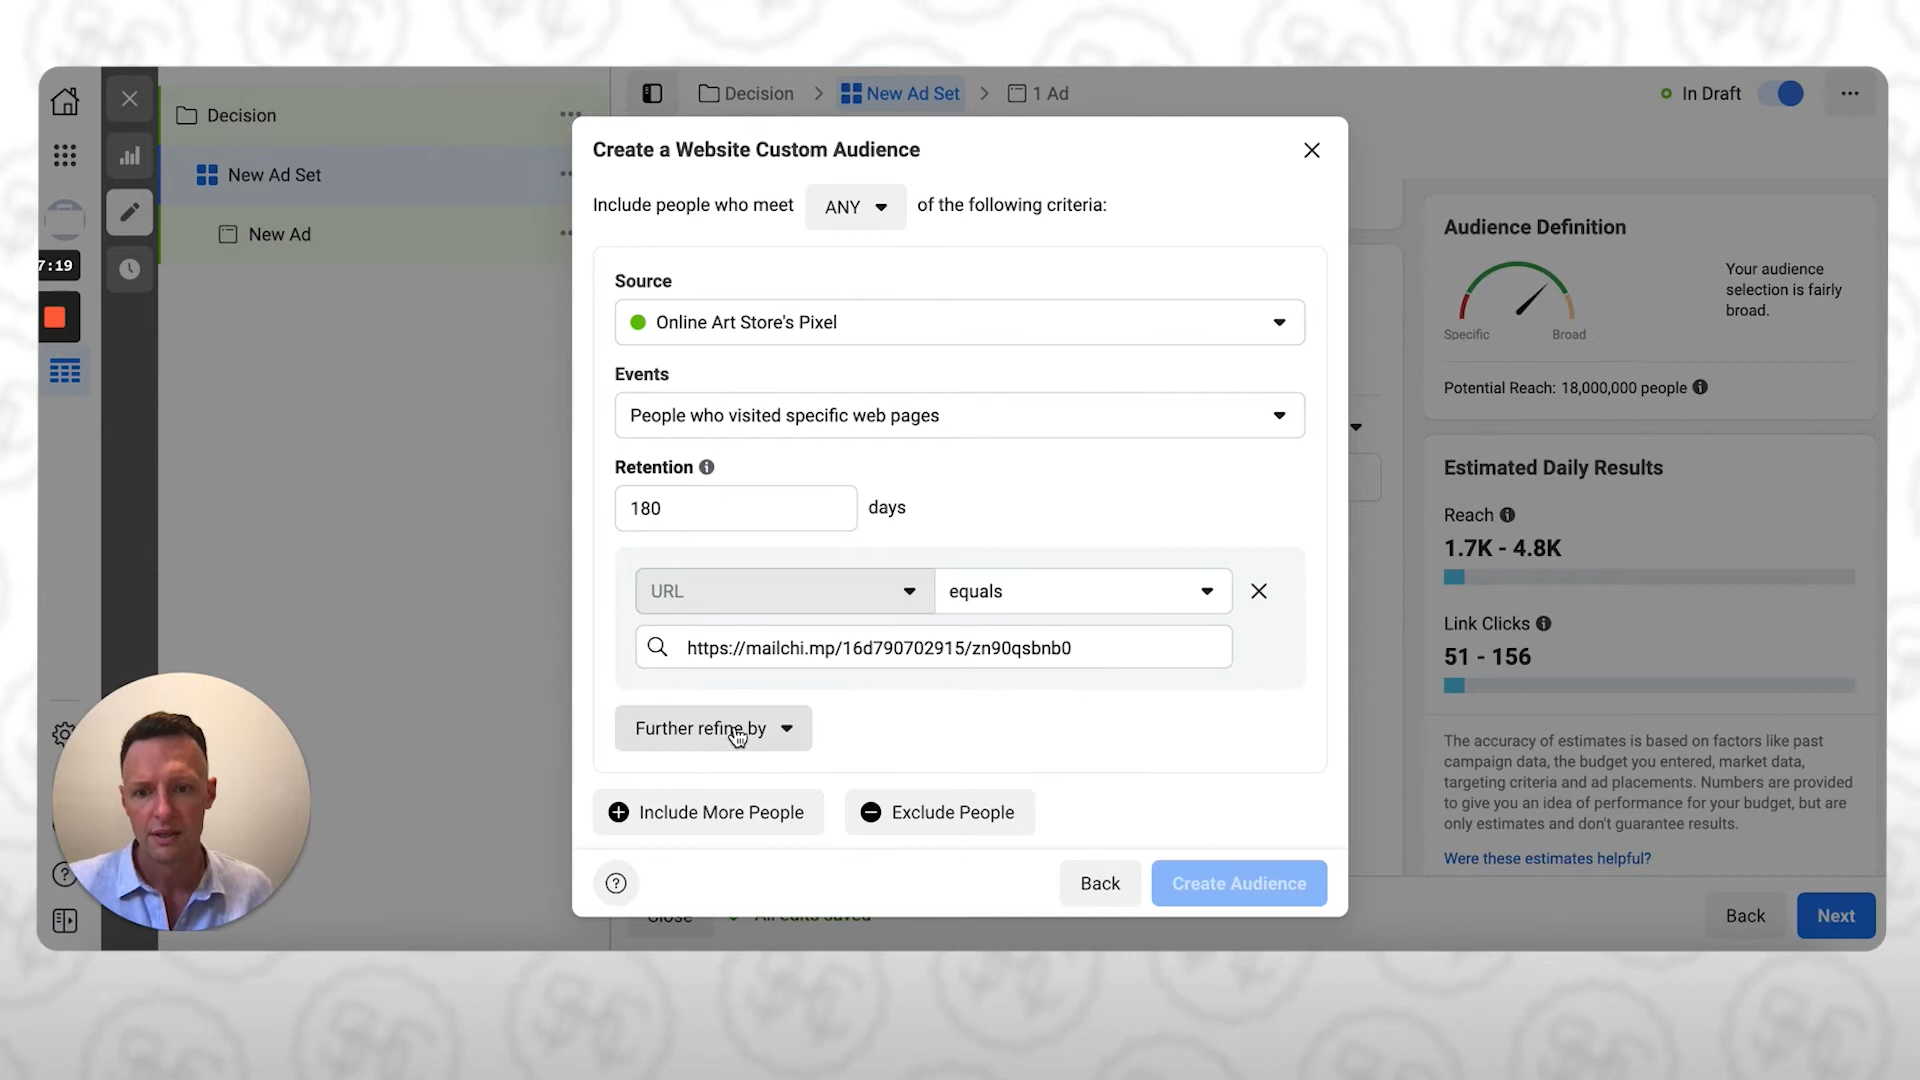 Decision
New Ad Set
New Ad
7:19
Decision
New Ad Set
1 Ad
In Draft
Create a Website Custom Audience
Include people who meet ANY of the following criteria:
Source
Online Art Store's Pixel
Events
People who visited specific web pages
Retention
180 days
URL equals
https://mailchi.mp/16d790702915/zn90qsbnb0
Further refine by
Include More People
Exclude People
Back
Create Audience
Close
All edits saved
Audience Definition
Your audience
selection is fairly
broad.
Specific
Broad
Potential Reach: 18,000,000 people
Estimated Daily Results
Reach
1.7K - 4.8K
Link Clicks
51 - 156
The accuracy of estimates is based on factors like past
campaign data, the budget you entered, market data,
targeting criteria and ad placements. Numbers are provided
to give you an idea of performance for your budget, but are
only estimates and don't guarantee results.
Were these estimates helpful?
Back
Next